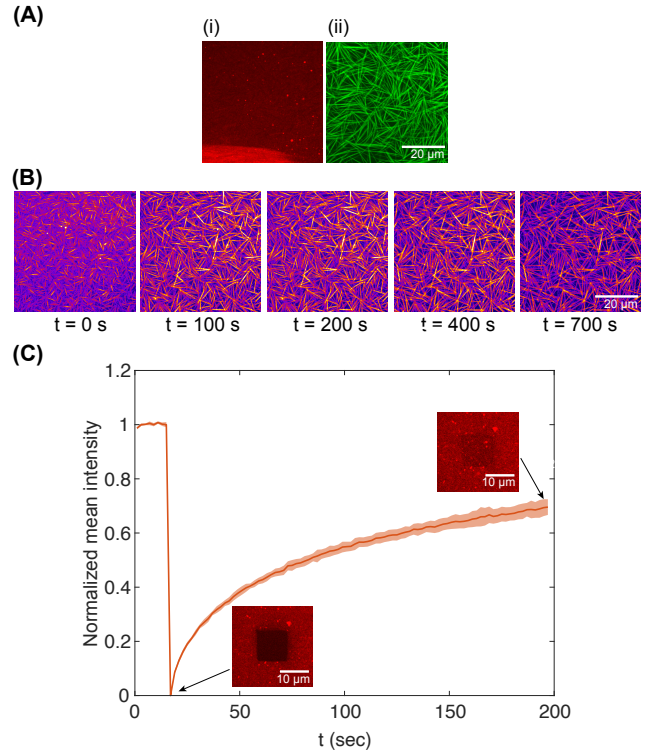 (A)
(i)
(ii)
20 µm
(B)
20 µm
t = 0 s
t = 100 s
t = 200 s
t = 400 s
t = 700 s
(C)
1.2
1
0.8
0.6
0.4
0.2
0
Normalized mean intensity
10 µm
10 µm
0
50
100
150
200
t (sec)